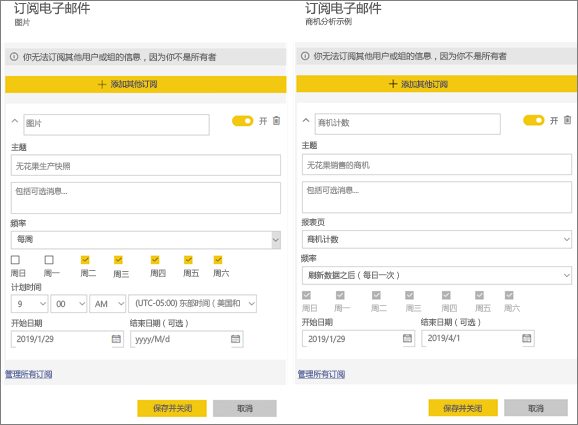 订阅电子邮件
图片
你无法订阅其他用户或组的信息，因为你不是所有者
添加其他订阅
图片
开
主题
无花果生产快照
包括可选消息...
频率
每周
周日 周一 周二 周三 周四 周五 周六
计划时间
9 00 AM (UTC-05:00) 东部时间（美国和
开始日期 结束日期（可选）
2019/1/29 yyyy/M/d
管理所有订阅
保存并关闭 取消
订阅电子邮件
商机分析示例
你无法订阅其他用户或组的信息，因为你不是所有者
添加其他订阅
商机计数
开
主题
无花果销售的商机
包括可选消息...
报表页
商机计数
频率
刷新数据之后（每日一次）
周日 周一 周二 周三 周四 周五 周六
开始日期 结束日期（可选）
2019/1/29 2019/4/1
管理所有订阅
保存并关闭 取消